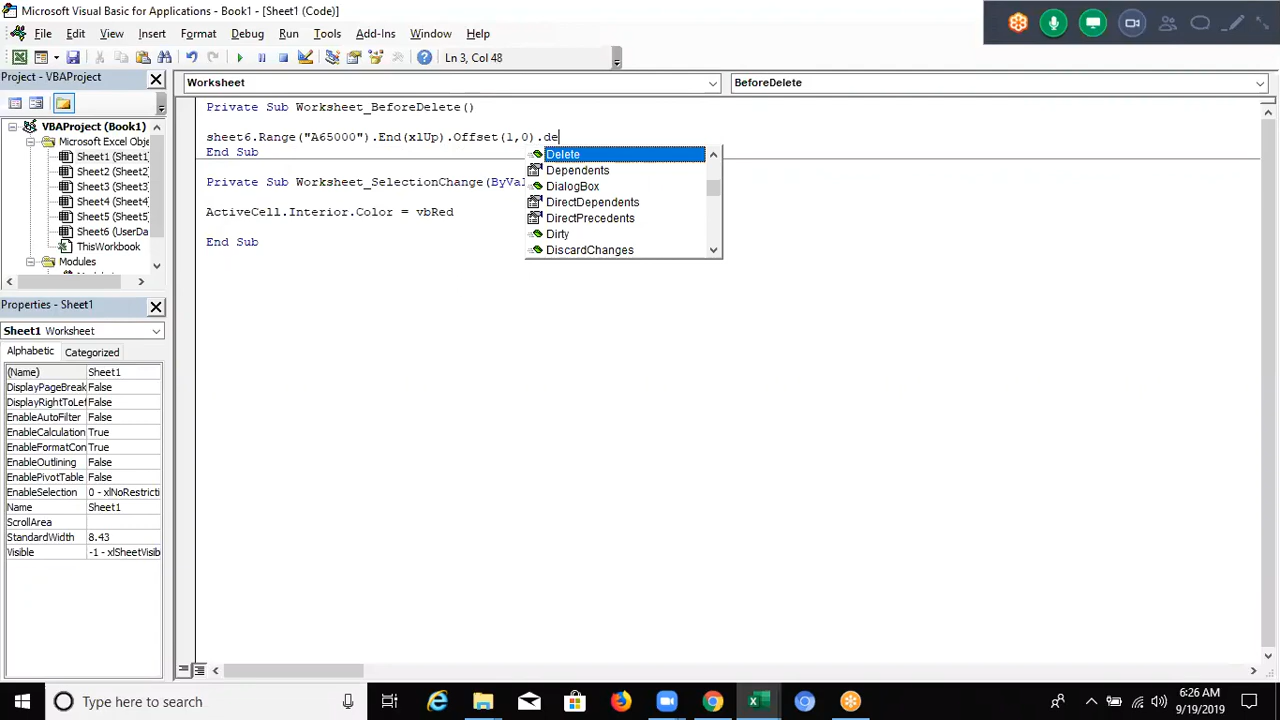 Microsoft Visual Basic for Applications - Book1 - [Sheet1 (Code)]
File Edit View Insert Format Debug Run Tools Add-Ins Window Help
Ln 3, Col 48
Project - VBAProject
Worksheet
BeforeDelete
VBAProject (Book1)
Microsoft Excel Obje
Sheet1 (Sheet1
Sheet2 (Sheet2
Sheet3 (Sheet3
Sheet4 (Sheet4
Sheet5 (Sheet5
Sheet6 (UserDa
ThisWorkbook
Modules
Private Sub Worksheet_BeforeDelete()
sheet6.Range("A65000").End(xlUp).Offset(1,0).de
End Sub
Private Sub Worksheet_SelectionChange(ByVal
ActiveCell.Interior.Color = vbRed
End Sub
Delete
Dependents
DialogBox
DirectDependents
DirectPrecedents
Dirty
DiscardChanges
Properties - Sheet1
Sheet1 Worksheet
Alphabetic Categorized
(Name) Sheet1
DisplayPageBreak False
DisplayRightToLef False
EnableAutoFilter False
EnableCalculation True
EnableFormatCon True
EnableOutlining False
EnablePivotTable False
EnableSelection 0 - xlNoRestricti
Name Sheet1
ScrollArea
StandardWidth 8.43
Visible -1 - xlSheetVisib
Type here to search
6:26 AM
9/19/2019